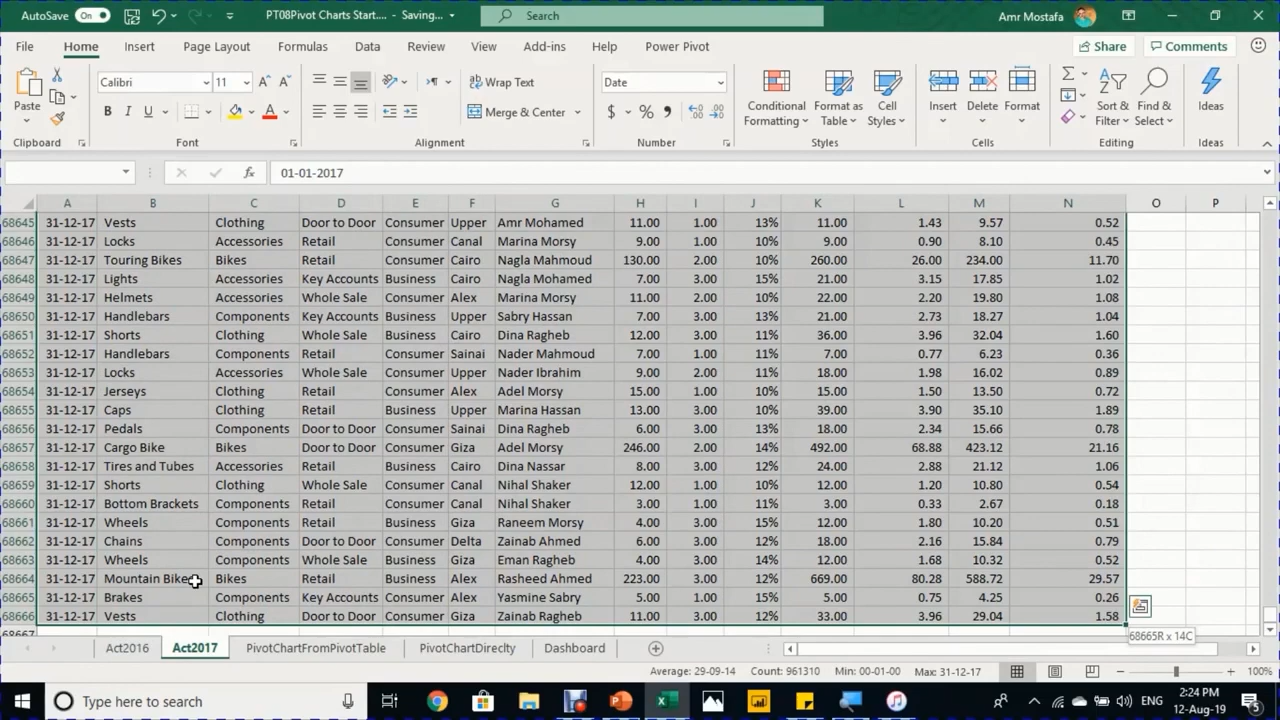 AutoSave On PT08Pivot Charts Start.... - Saving... Search Amr Mostafa
File Home Insert Page Layout Formulas Data Review View Add-ins Help Power Pivot Share Comments
Paste Calibri 11 Wrap Text Date Conditional Formatting Format as Table Cell Styles Insert Delete Format Sort & Filter Find & Select Ideas
B I U Merge & Center $ %
Clipboard Font Alignment Number Styles Cells Editing Ideas
fx 01-01-2017
A B C D E F G H I J K L M N O P
68645 31-12-17 Vests Clothing Door to Door Consumer Upper Amr Mohamed 11.00 1.00 13% 11.00 1.43 9.57 0.52
68646 31-12-17 Locks Accessories Retail Consumer Canal Marina Morsy 9.00 1.00 10% 9.00 0.90 8.10 0.45
68647 31-12-17 Touring Bikes Bikes Retail Consumer Cairo Nagla Mahmoud 130.00 2.00 10% 260.00 26.00 234.00 11.70
68648 31-12-17 Lights Accessories Key Accounts Business Cairo Nagla Mohamed 7.00 3.00 15% 21.00 3.15 17.85 1.02
68649 31-12-17 Helmets Accessories Whole Sale Consumer Alex Marina Morsy 11.00 2.00 10% 22.00 2.20 19.80 1.08
68650 31-12-17 Handlebars Components Key Accounts Business Upper Sabry Hassan 7.00 3.00 13% 21.00 2.73 18.27 1.04
68651 31-12-17 Shorts Clothing Whole Sale Business Cairo Dina Ragheb 12.00 3.00 11% 36.00 3.96 32.04 1.60
68652 31-12-17 Handlebars Components Retail Consumer Sainai Nader Mahmoud 7.00 1.00 11% 7.00 0.77 6.23 0.36
68653 31-12-17 Locks Accessories Whole Sale Consumer Upper Nader Ibrahim 9.00 2.00 11% 18.00 1.98 16.02 0.89
68654 31-12-17 Jerseys Clothing Retail Consumer Alex Adel Morsy 15.00 1.00 10% 15.00 1.50 13.50 0.72
68655 31-12-17 Caps Clothing Retail Business Upper Marina Hassan 13.00 3.00 10% 39.00 3.90 35.10 1.89
68656 31-12-17 Pedals Components Door to Door Consumer Sainai Dina Ragheb 6.00 3.00 13% 18.00 2.34 15.66 0.78
68657 31-12-17 Cargo Bike Bikes Door to Door Consumer Giza Adel Morsy 246.00 2.00 14% 492.00 68.88 423.12 21.16
68658 31-12-17 Tires and Tubes Accessories Retail Business Cairo Dina Nassar 8.00 3.00 12% 24.00 2.88 21.12 1.06
68659 31-12-17 Shorts Clothing Whole Sale Consumer Canal Nihal Shaker 12.00 1.00 10% 12.00 1.20 10.80 0.54
68660 31-12-17 Bottom Brackets Components Retail Consumer Canal Nihal Shaker 3.00 1.00 11% 3.00 0.33 2.67 0.18
68661 31-12-17 Wheels Components Retail Business Giza Raneem Morsy 4.00 3.00 15% 12.00 1.80 10.20 0.51
68662 31-12-17 Chains Components Door to Door Consumer Delta Zainab Ahmed 6.00 3.00 12% 18.00 2.16 15.84 0.79
68663 31-12-17 Wheels Components Whole Sale Business Giza Eman Ragheb 4.00 3.00 14% 12.00 1.68 10.32 0.52
68664 31-12-17 Mountain Bikes Bikes Retail Business Alex Rasheed Ahmed 223.00 3.00 12% 669.00 80.28 588.72 29.57
68665 31-12-17 Brakes Components Key Accounts Consumer Alex Yasmine Sabry 5.00 1.00 15% 5.00 0.75 4.25 0.26
68666 31-12-17 Vests Clothing Door to Door Consumer Giza Zainab Ragheb 11.00 3.00 12% 33.00 3.96 29.04 1.58
68667 68665R x 14C
Act2016 Act2017 PivotChartFromPivotTable PivotChartDireclty Dashboard
Average: 29-09-14 Count: 961310 Min: 00-01-00 Max: 31-12-17 100%
Type here to search ENG 2:24 PM
12-Aug-19 5